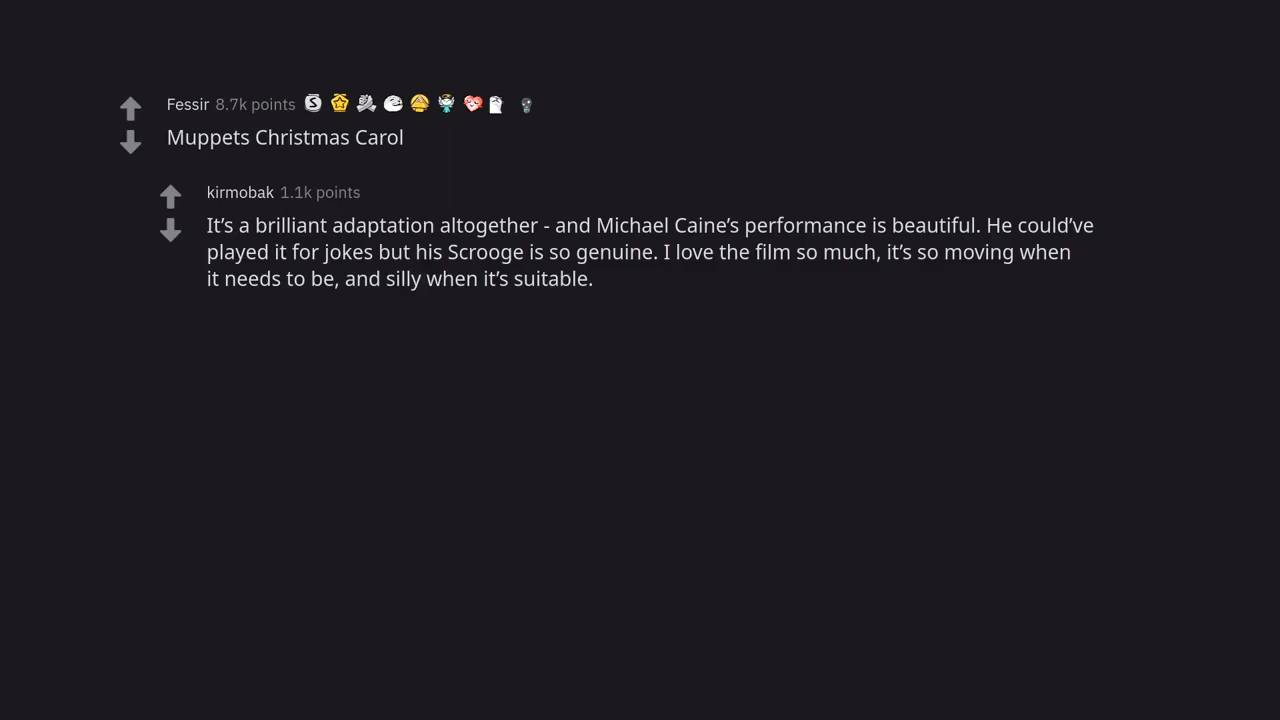 Fessir 8.7k points
Muppets Christmas Carol
kirmobak 1.1k points
It’s a brilliant adaptation altogether - and Michael Caine’s performance is beautiful. He could’ve
played it for jokes but his Scrooge is so genuine. I love the film so much, it’s so moving when
it needs to be, and silly when it’s suitable.